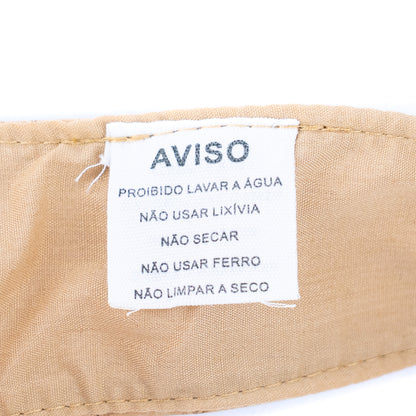 AVISO
PROIBIDO LAVAR A ÁGUA
NÃO USAR LIXÍVIA
NÃO SECAR
NÃO USAR FERRO
NÃO LIMPAR A SECO